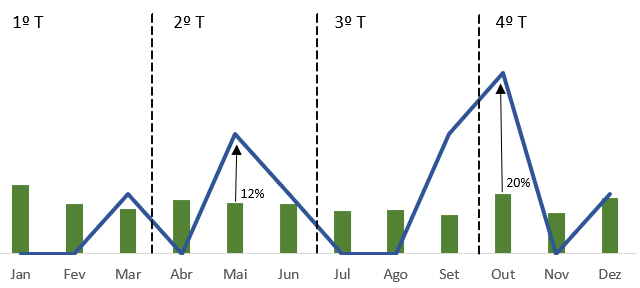 1º T 2º T 3º T 4º T
12%
20%
Jan Fev Mar Abr Mai Jun Jul Ago Set Out Nov Dez